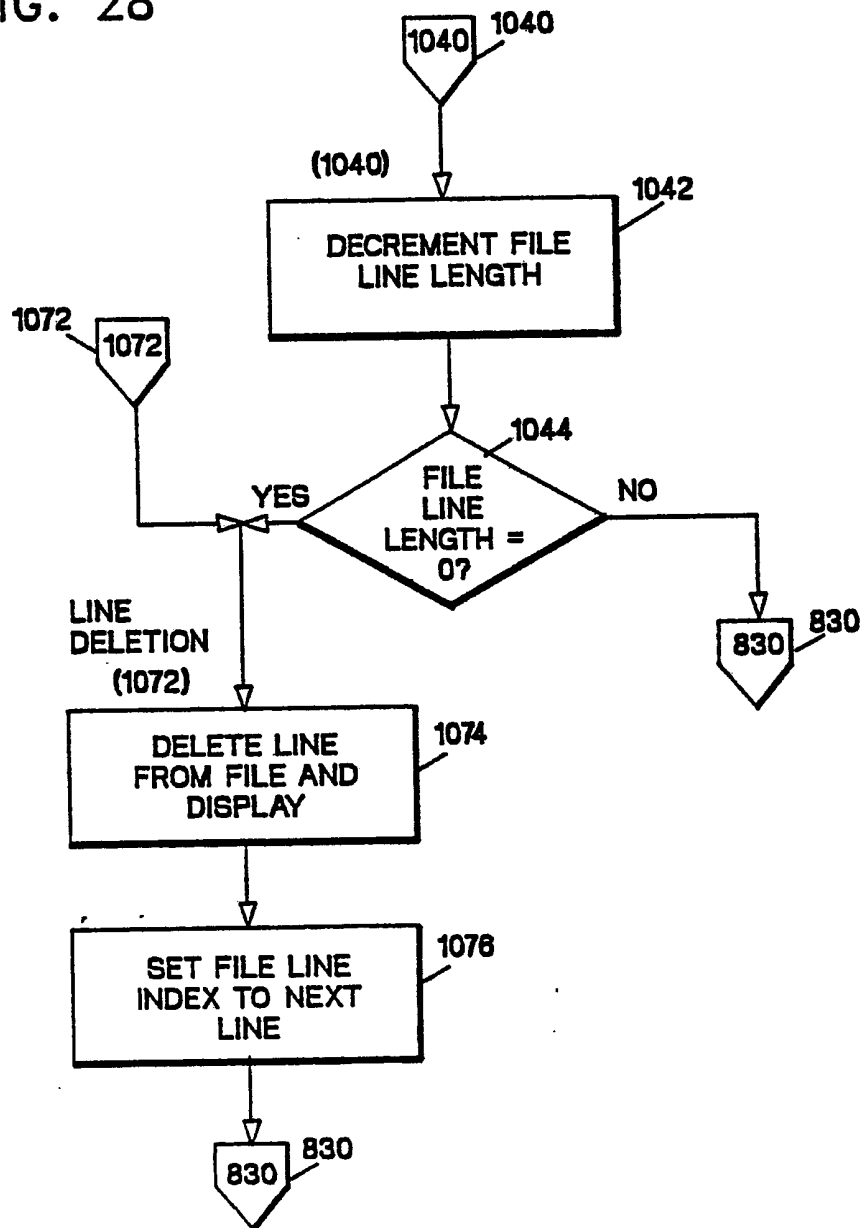 FIG. 28
1040
1040
(1040)
1042
DECREMENT FILE
LINE LENGTH
1072
1072
1044
FILE
LINE
LENGTH =
0?
YES
NO
830
830
LINE
DELETION
(1072)
1074
DELETE LINE
FROM FILE AND
DISPLAY
1076
SET FILE LINE
INDEX TO NEXT
LINE
830
830